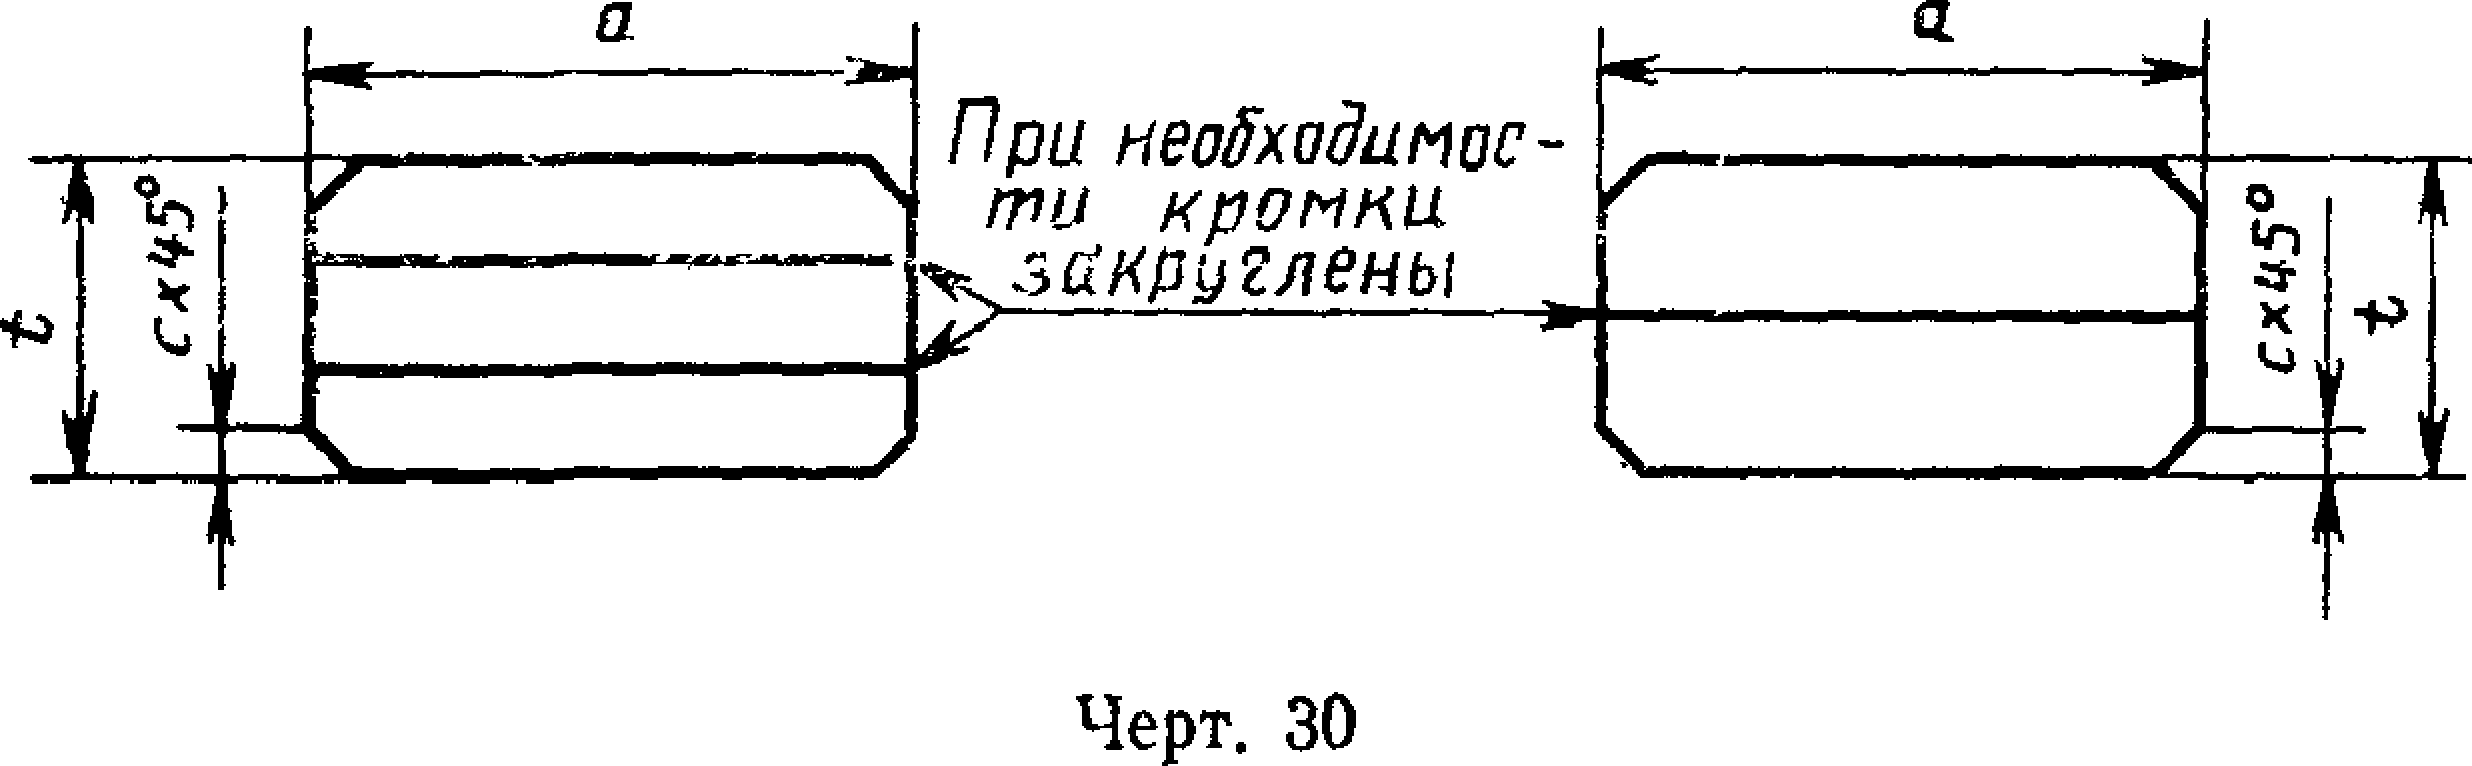 a
a
При необходимос-
ти кромки
закруглены
t
c×45°
c×45°
t
Черт. 30